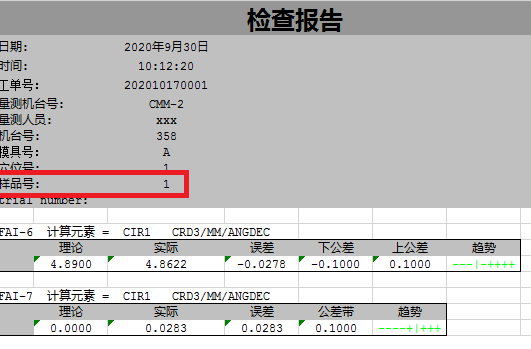 检查报告
日期: 2020年9月30日
时间: 10:12:20
工单号: 202010170001
量测机台号: CMM-2
量测人员: xxx
机台号: 358
模具号: A
穴位号: 1
样品号: 1
trial number:
FAI-6 计算元素 = CIR1 CRD3/MM/ANGDEC
理论 实际 误差 下公差 上公差 趋势
4.8900 4.8622 -0.0278 -0.1000 0.1000 ---|-++++
FAI-7 计算元素 = CIR1 CRD3/MM/ANGDEC
理论 实际 误差 公差带 趋势
0.0000 0.0283 0.0283 0.1000 ----+|+++